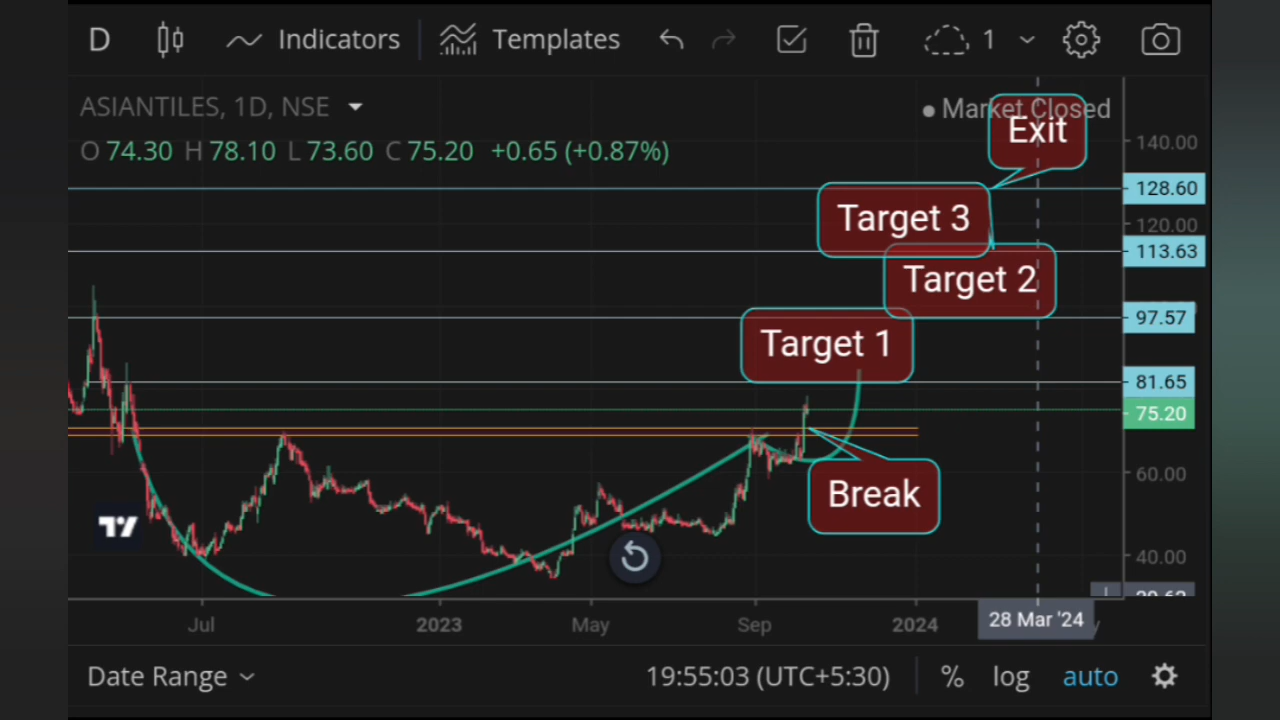 D Indicators Templates 1
ASIANTILES, 1D, NSE
Market Closed
O 74.30 H 78.10 L 73.60 C 75.20 +0.65 (+0.87%)
Exit
140.00
128.60
Target 3
120.00
113.63
Target 2
97.57
Target 1
81.65
75.20
60.00
Break
40.00
Jul 2023 May Sep 2024 28 Mar '24
Date Range 19:55:03 (UTC+5:30) % log auto